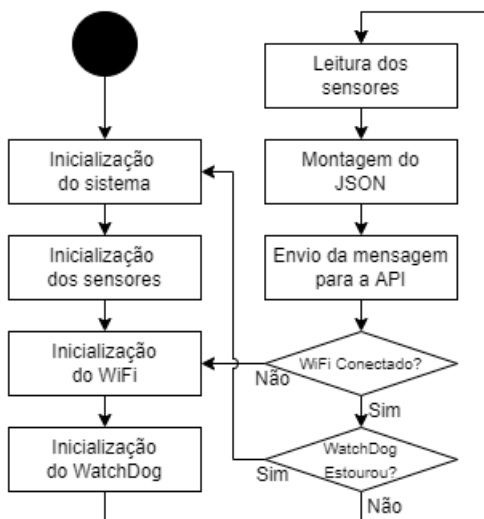 Inicialização
do sistema
Inicialização
dos sensores
Inicialização
do WiFi
Inicialização
do WatchDog
Leitura dos
sensores
Montagem do
JSON
Envio da mensagem
para a API
WiFi Conectado?
Não
Sim
WatchDog
Estourou?
Sim
Não